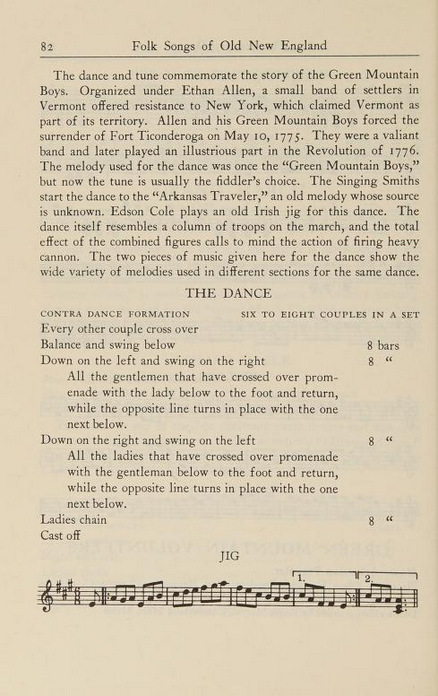 82 Folk Songs of Old New England
The dance and tune commemorate the story of the Green Mountain
Boys. Organized under Ethan Allen, a small band of settlers in
Vermont offered resistance to New York, which claimed Vermont as
part of its territory. Allen and his Green Mountain Boys forced the
surrender of Fort Ticonderoga on May 10, 1775. They were a valiant
band and later played an illustrious part in the Revolution of 1776.
The melody used for the dance was once the “Green Mountain Boys,”
but now the tune is usually the fiddler's choice. The Singing Smiths
start the dance to the “Arkansas Traveler,” an old melody whose source
is unknown. Edson Cole plays an old Irish jig for this dance. The
dance itself resembles a column of troops on the march, and the total
effect of the combined figures calls to mind the action of firing heavy
cannon. The two pieces of music given here for the dance show the
wide variety of melodies used in different sections for the same dance.
THE DANCE
CONTRA DANCE FORMATION SIX TO EIGHT COUPLES IN A SET
Every other couple cross over
Balance and swing below 8 bars
Down on the left and swing on the right 8 “
All the gentlemen that have crossed over prom-
enade with the lady below to the foot and return,
while the opposite line turns in place with the one
next below.
Down on the right and swing on the left 8 “
All the ladies that have crossed over promenade
with the gentleman below to the foot and return,
while the opposite line turns in place with the one
next below.
Ladies chain 8 “
Cast off
JIG
1. 2.
6
8